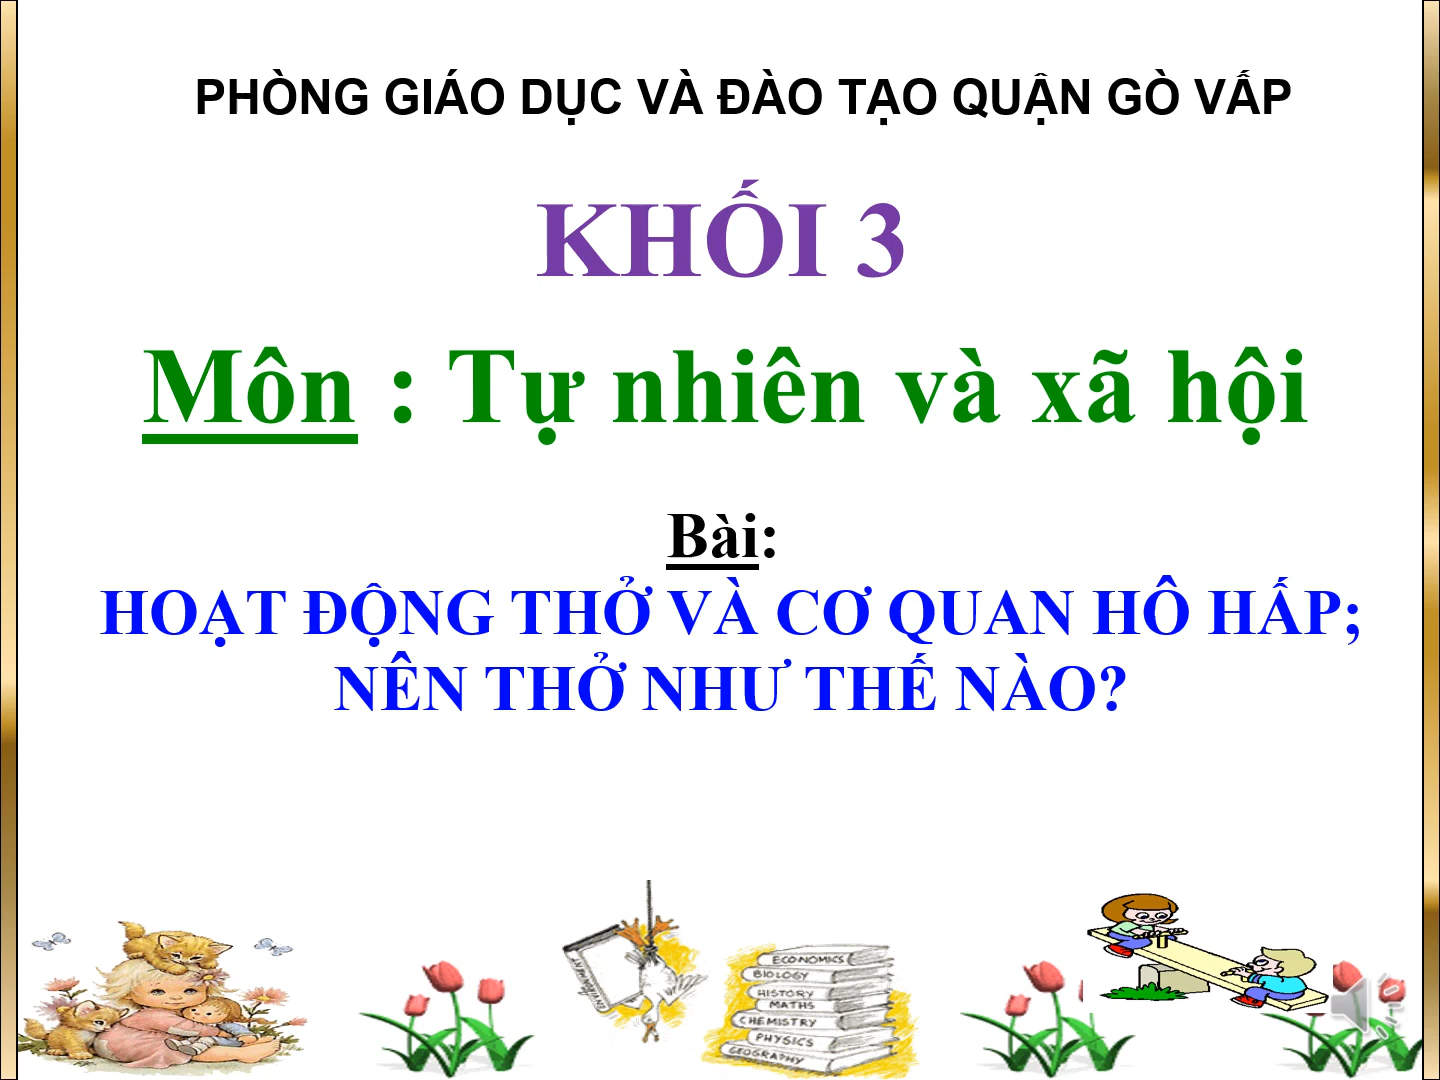 PHÒNG GIÁO DỤC VÀ ĐÀO TẠO QUẬN GÒ VẤP
KHỐI 3
Môn : Tự nhiên và xã hội
Bài:
HOẠT ĐỘNG THỞ VÀ CƠ QUAN HÔ HẤP;
NÊN THỞ NHƯ THẾ NÀO?
ECONOMICS
BIOLOGY
HISTORY
MATHS
CHEMISTRY
PHYSICS
GEOGRAPHY